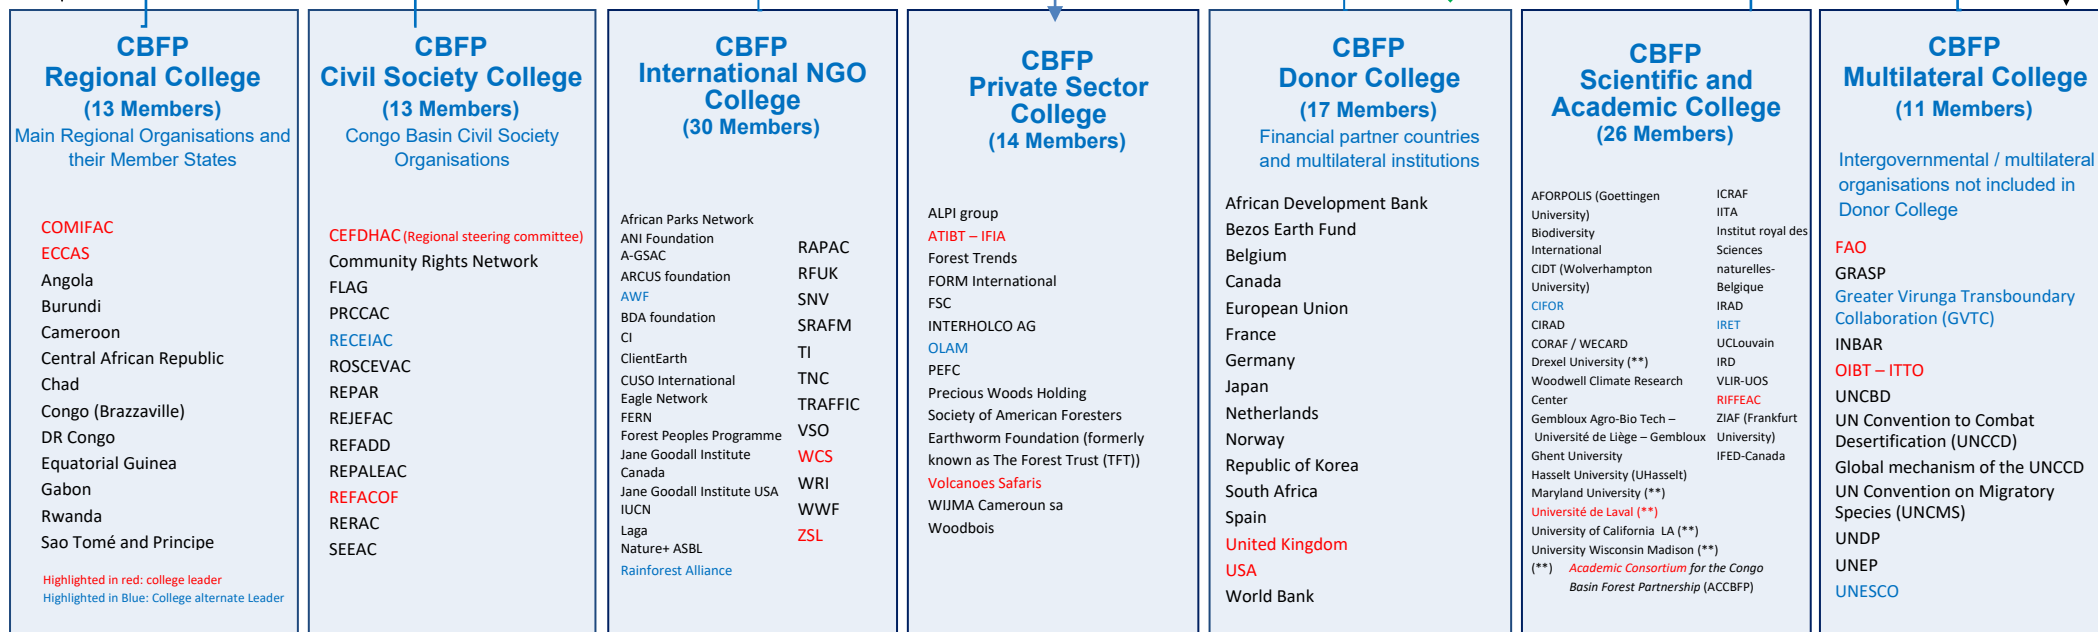 CBFP
Regional College
(13 Members)
Main Regional Organisations and
their Member States
COMIFAC
ECCAS
Angola
Burundi
Cameroon
Central African Republic
Chad
Congo (Brazzaville)
DR Congo
Equatorial Guinea
Gabon
Rwanda
Sao Tomé and Principe
Highlighted in red: college leader
Highlighted in Blue: College alternate Leader
CBFP
Civil Society College
(13 Members)
Congo Basin Civil Society
Organisations
CEFDHAC (Regional steering committee)
Community Rights Network
FLAG
PRCCAC
RECEIAC
ROSCEVAC
REPAR
REJEFAC
REFADD
REPALEAC
REFACOF
RERAC
SEEAC
CBFP
International NGO
College
(30 Members)
African Parks Network
ANI Foundation
A-GSAC
ARCUS foundation
AWF
BDA foundation
CI
ClientEarth
CUSO International
Eagle Network
FERN
Forest Peoples Programme
Jane Goodall Institute
Canada
Jane Goodall Institute USA
IUCN
Laga
Nature+ ASBL
Rainforest Alliance
RAPAC
RFUK
SNV
SRAFM
TI
TNC
TRAFFIC
VSO
WCS
WRI
WWF
ZSL
CBFP
Private Sector
College
(14 Members)
ALPI group
ATIBT – IFIA
Forest Trends
FORM International
FSC
INTERHOLCO AG
OLAM
PEFC
Precious Woods Holding
Society of American Foresters
Earthworm Foundation (formerly
known as The Forest Trust (TFT))
Volcanoes Safaris
WIJMA Cameroun sa
Woodbois
CBFP
Donor College
(17 Members)
Financial partner countries
and multilateral institutions
African Development Bank
Bezos Earth Fund
Belgium
Canada
European Union
France
Germany
Japan
Netherlands
Norway
Republic of Korea
South Africa
Spain
United Kingdom
USA
World Bank
CBFP
Scientific and
Academic College
(26 Members)
AFORPOLIS (Goettingen
University)
Biodiversity
International
CIDT (Wolverhampton
University)
CIFOR
CIRAD
CORAF / WECARD
Drexel University (**)
Woodwell Climate Research
Center
Gembloux Agro-Bio Tech –
Université de Liège – Gembloux
Ghent University
Hasselt University (UHasselt)
Maryland University (**)
Université de Laval (**)
University of California LA (**)
University Wisconsin Madison (**)
(**) Academic Consortium for the Congo
Basin Forest Partnership (ACCBFP)
ICRAF
IITA
Institut royal des
Sciences
naturelles-
Belgique
IRAD
IRET
UCLouvain
IRD
VLIR-UOS
RIFFEAC
ZIAF (Frankfurt
University)
IFED-Canada
CBFP
Multilateral College
(11 Members)
Intergovernmental / multilateral
organisations not included in
Donor College
FAO
GRASP
Greater Virunga Transboundary
Collaboration (GVTC)
INBAR
OIBT – ITTO
UNCBD
UN Convention to Combat
Desertification (UNCCD)
Global mechanism of the UNCCD
UN Convention on Migratory
Species (UNCMS)
UNDP
UNEP
UNESCO